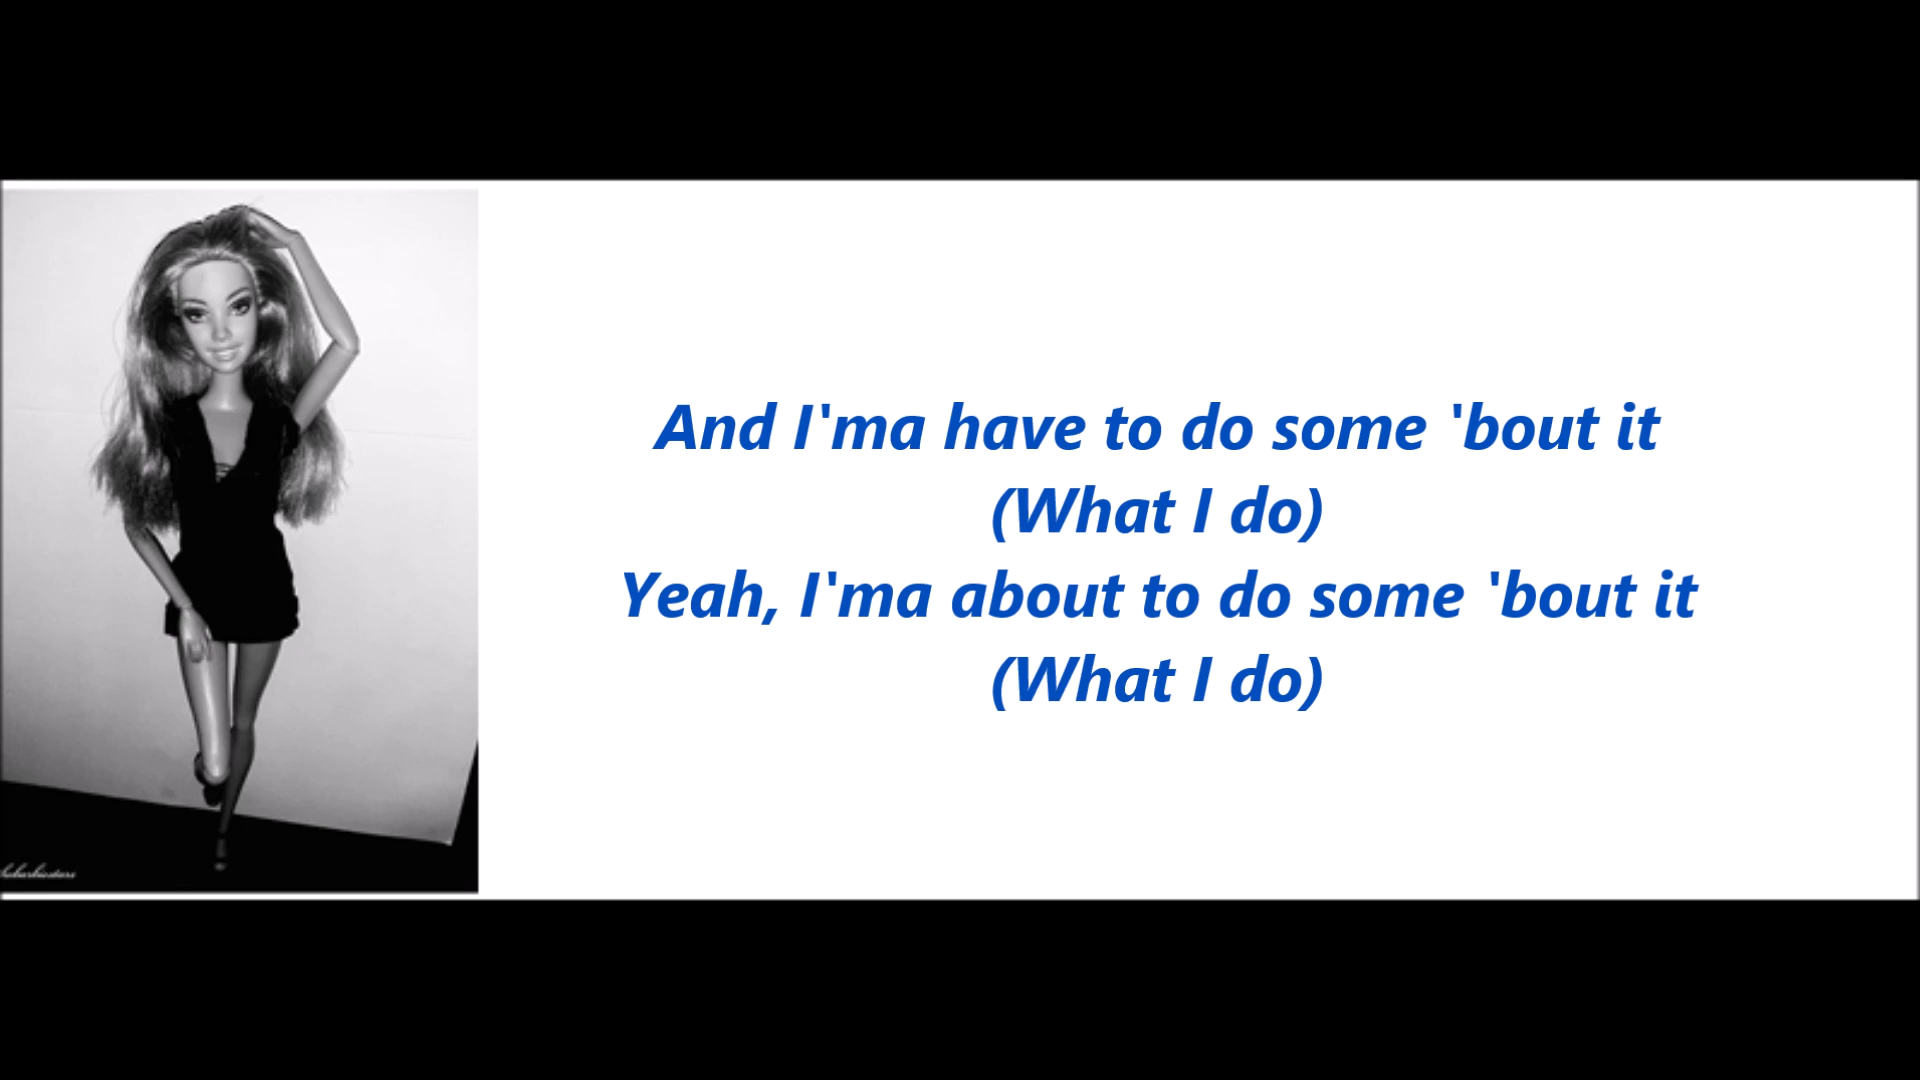 And I'ma have to do some 'bout it
(What I do)
Yeah, I'ma about to do some 'bout it
(What I do)